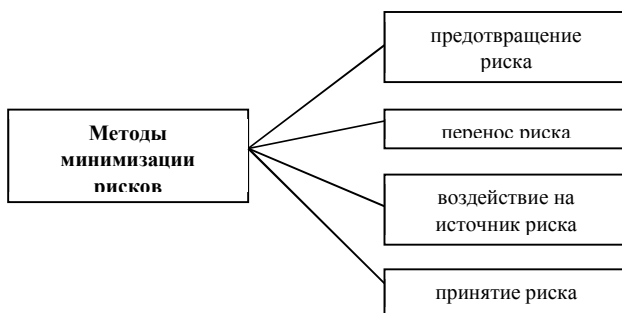 Методы
минимизации
рисков
предотвращение
риска
перенос риска
воздействие на
источник риска
принятие риска